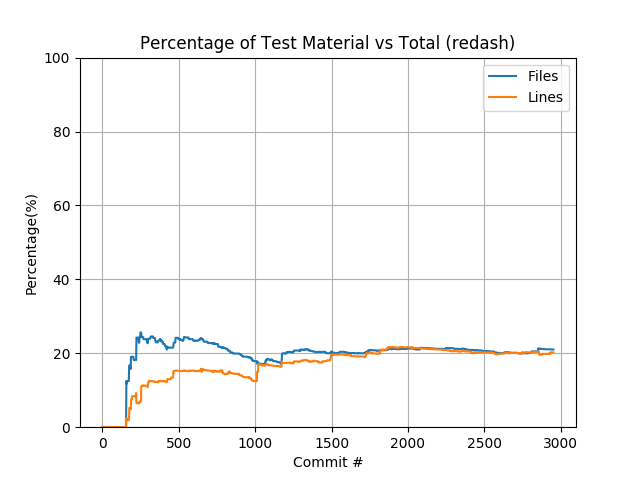 Percentage of Test Material vs Total (redash)
Files
Lines
Percentage(%)
100
80
60
40
20
0
0 500 1000 1500 2000 2500 3000
Commit #